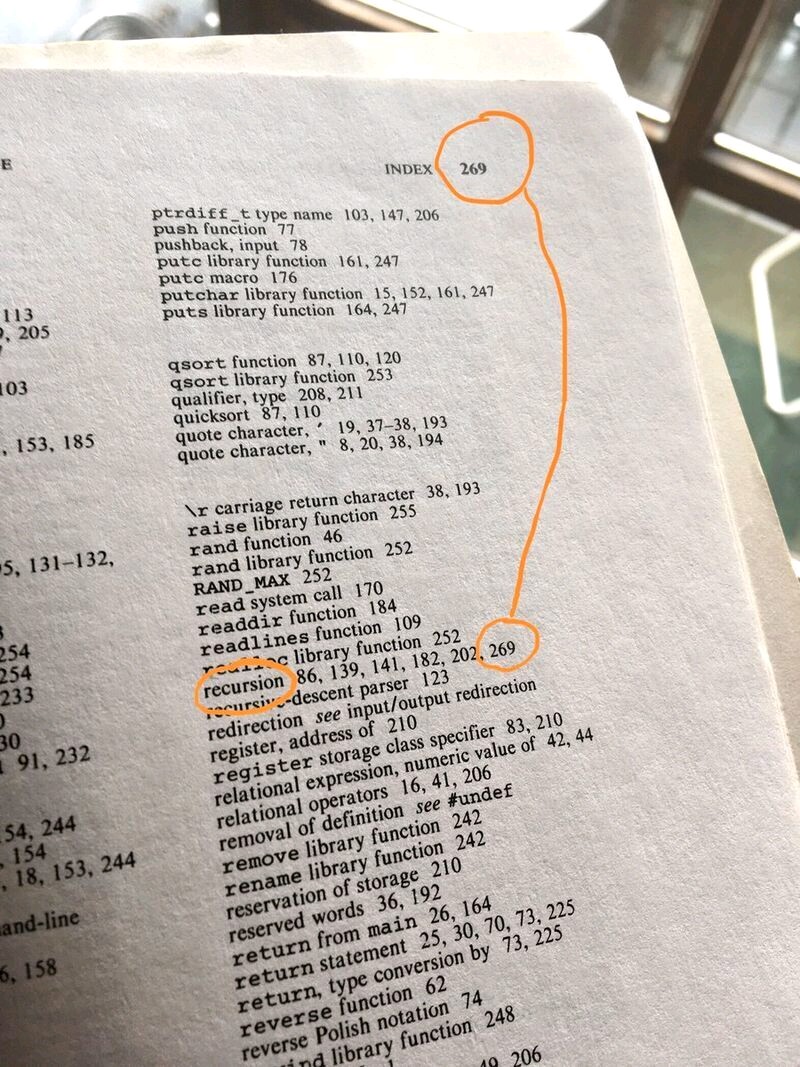 E
INDEX 269
113
, 205
103
, 153, 185
5, 131–132,
254
254
233
30
91, 232
54, 244
, 154
, 18, 153, 244
and-line
6, 158
ptrdiff_t type name 103, 147, 206
push function 77
pushback, input 78
putc library function 161, 247
putc macro 176
putchar library function 15, 152, 161, 247
puts library function 164, 247
qsort function 87, 110, 120
qsort library function 253
qualifier, type 208, 211
quicksort 87, 110
quote character, ' 19, 37–38, 193
quote character, " 8, 20, 38, 194
\r carriage return character 38, 193
raise library function 255
rand function 46
rand library function 252
RAND_MAX 252
read system call 170
readdir function 184
readlines function 109
realloc library function 252
recursion 86, 139, 141, 182, 202, 269
recursive-descent parser 123
redirection see input/output redirection
register, address of 210
register storage class specifier 83, 210
relational expression, numeric value of 42, 44
relational operators 16, 41, 206
removal of definition see #undef
remove library function 242
rename library function 242
reservation of storage 210
reserved words 36, 192
return from main 26, 164
return statement 25, 30, 70, 73, 225
return, type conversion by 73, 225
reverse function 62
reverse Polish notation 74
ind library function 248
49, 206